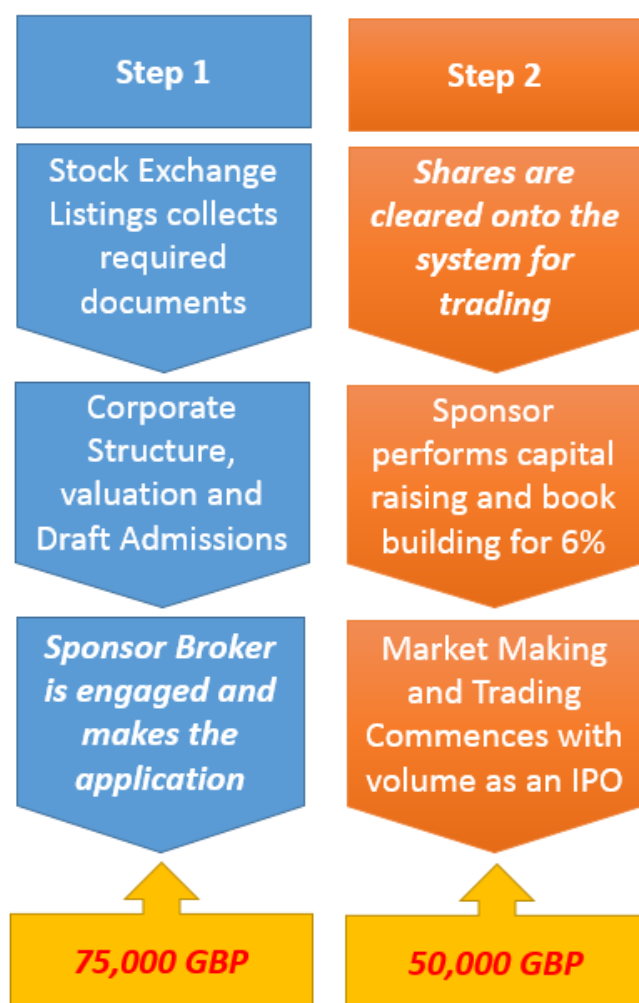 Step 1
Stock Exchange
Listings collects
required
documents
Corporate
Structure,
valuation and
Draft Admissions
Sponsor Broker
is engaged and
makes the
application
75,000 GBP
Step 2
Shares are
cleared onto the
system for
trading
Sponsor
performs capital
raising and book
building for 6%
Market Making
and Trading
Commences with
volume as an IPO
50,000 GBP